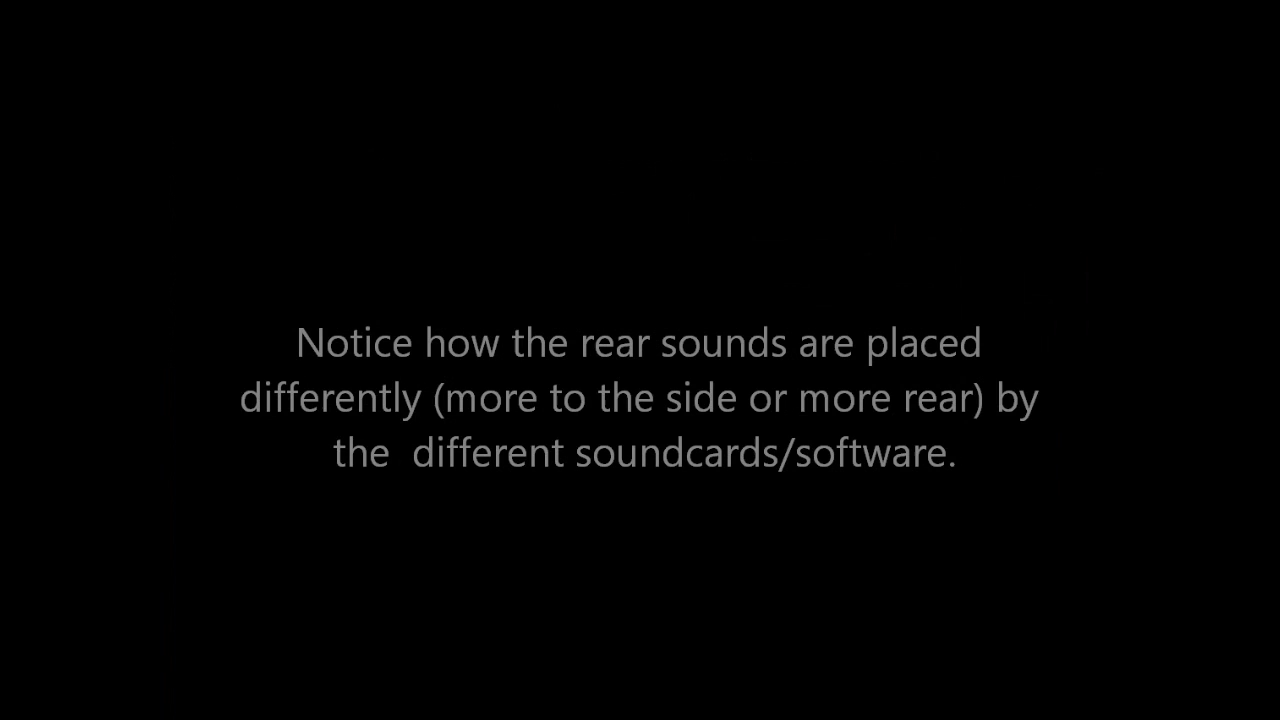 Notice how the rear sounds are placed
differently (more to the side or more rear) by
the  different soundcards/software.